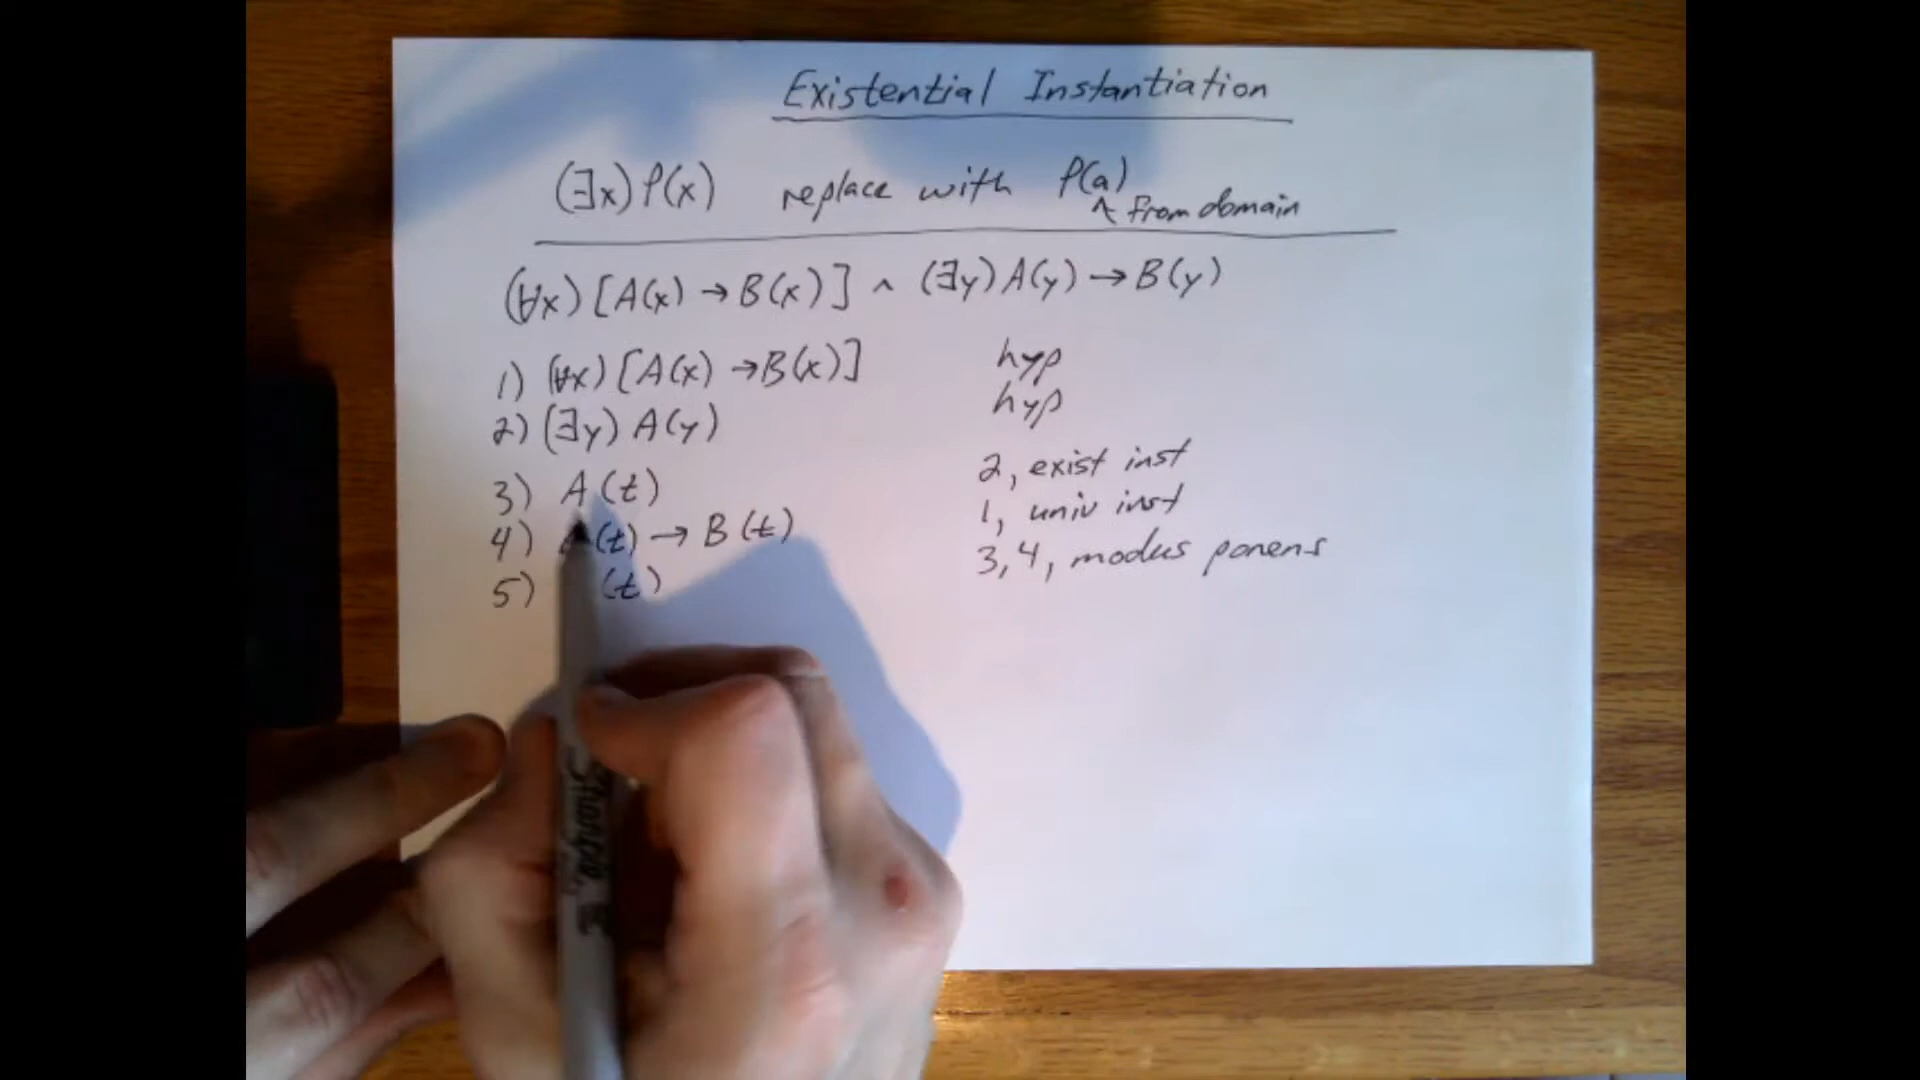 Existential Instantiation
(∃x) P(x) replace with P(a)
↑ from domain
(∀x) [A(x) → B(x)] ∧ (∃y) A(y) → B(y)
1) (∀x) [A(x) → B(x)] hyp
2) (∃y) A(y) hyp
3) A(t) 2, exist inst
4) (t) → B(t) 1, univ inst
5) (t) 3, 4, modus ponens
Sharpie